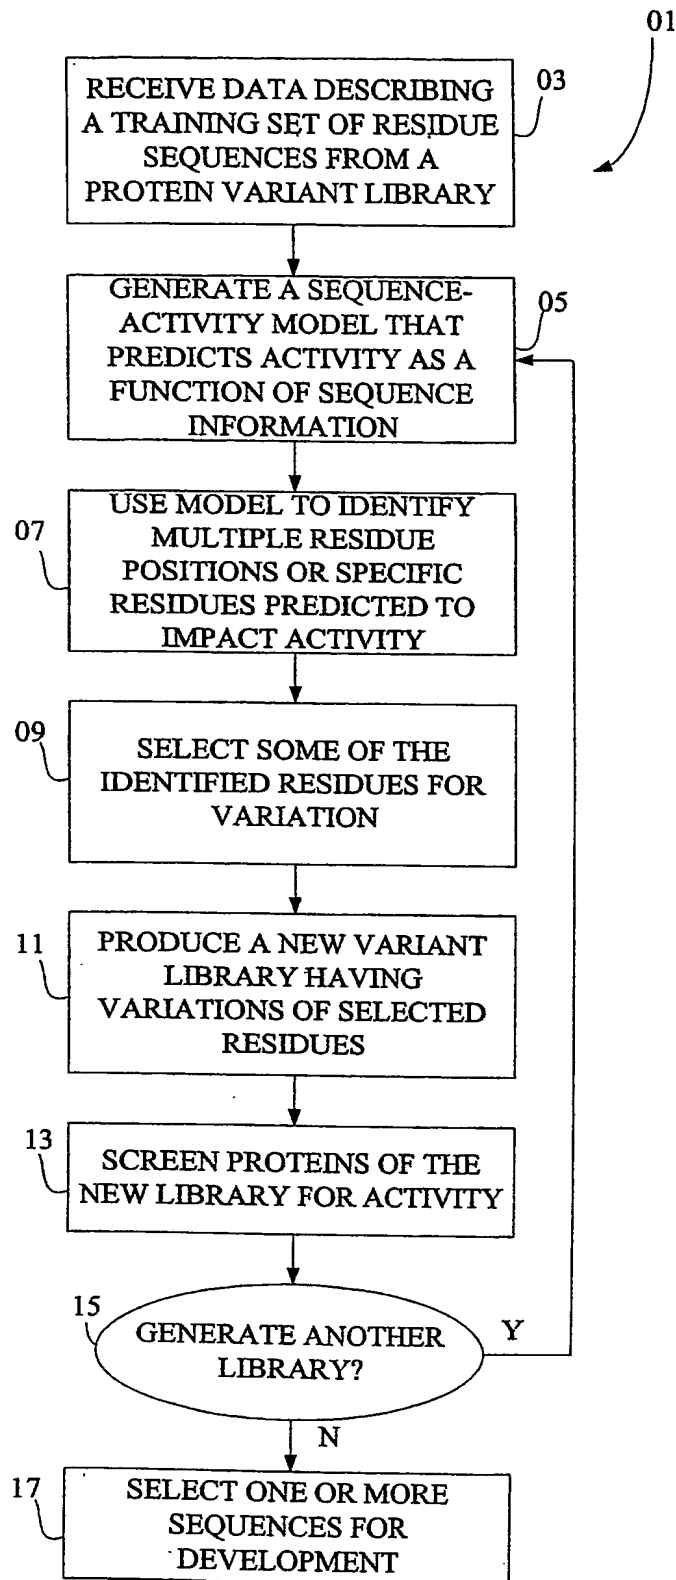 01
RECEIVE DATA DESCRIBING
A TRAINING SET OF RESIDUE
SEQUENCES FROM A
PROTEIN VARIANT LIBRARY
03
GENERATE A SEQUENCE-
ACTIVITY MODEL THAT
PREDICTS ACTIVITY AS A
FUNCTION OF SEQUENCE
INFORMATION
05
07
USE MODEL TO IDENTIFY
MULTIPLE RESIDUE
POSITIONS OR SPECIFIC
RESIDUES PREDICTED TO
IMPACT ACTIVITY
09
SELECT SOME OF THE
IDENTIFIED RESIDUES FOR
VARIATION
11
PRODUCE A NEW VARIANT
LIBRARY HAVING
VARIATIONS OF SELECTED
RESIDUES
13
SCREEN PROTEINS OF THE
NEW LIBRARY FOR ACTIVITY
15
GENERATE ANOTHER
LIBRARY?
Y
N
17
SELECT ONE OR MORE
SEQUENCES FOR
DEVELOPMENT